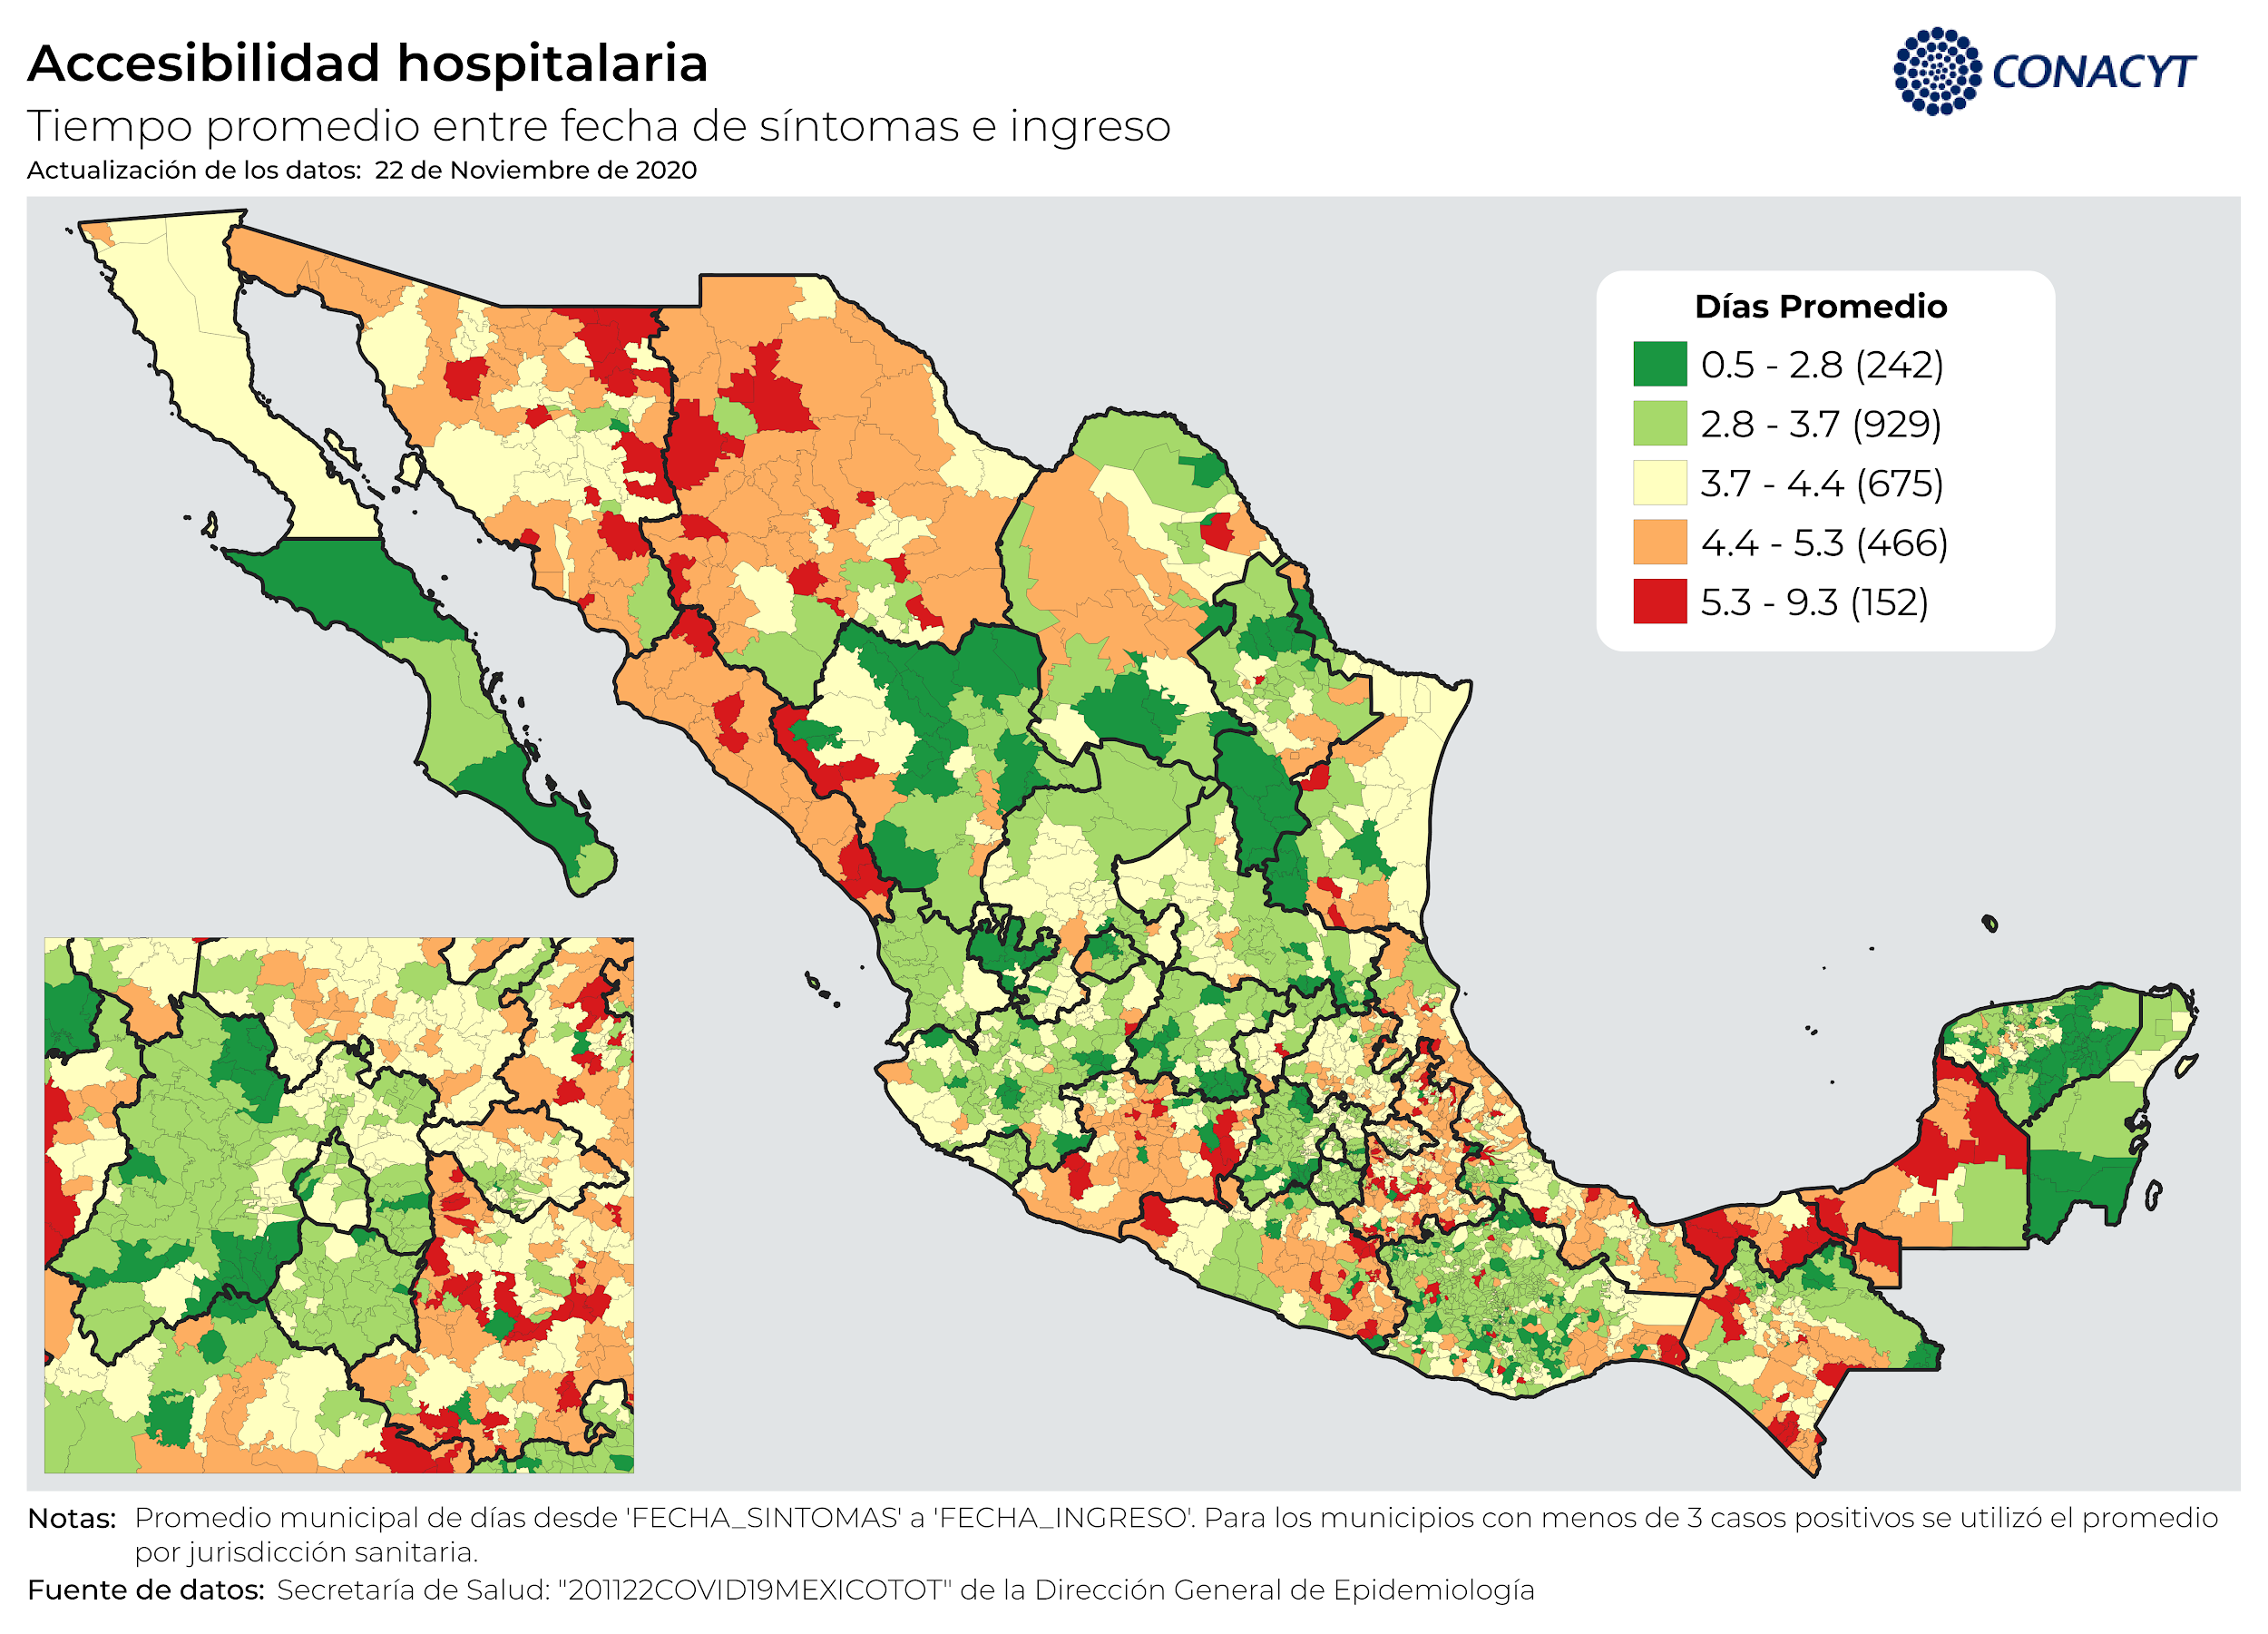 Accesibilidad hospitalaria
Tiempo promedio entre fecha de síntomas e ingreso
Actualización de los datos: 22 de Noviembre de 2020
CONACYT
Días Promedio
0.5 - 2.8 (242)
2.8 - 3.7 (929)
3.7 - 4.4 (675)
4.4 - 5.3 (466)
5.3 - 9.3 (152)
Notas: Promedio municipal de días desde 'FECHA_SINTOMAS' a 'FECHA_INGRESO'. Para los municipios con menos de 3 casos positivos se utilizó el promedio
por jurisdicción sanitaria.
Fuente de datos: Secretaría de Salud: "201122COVID19MEXICOTOT" de la Dirección General de Epidemiología